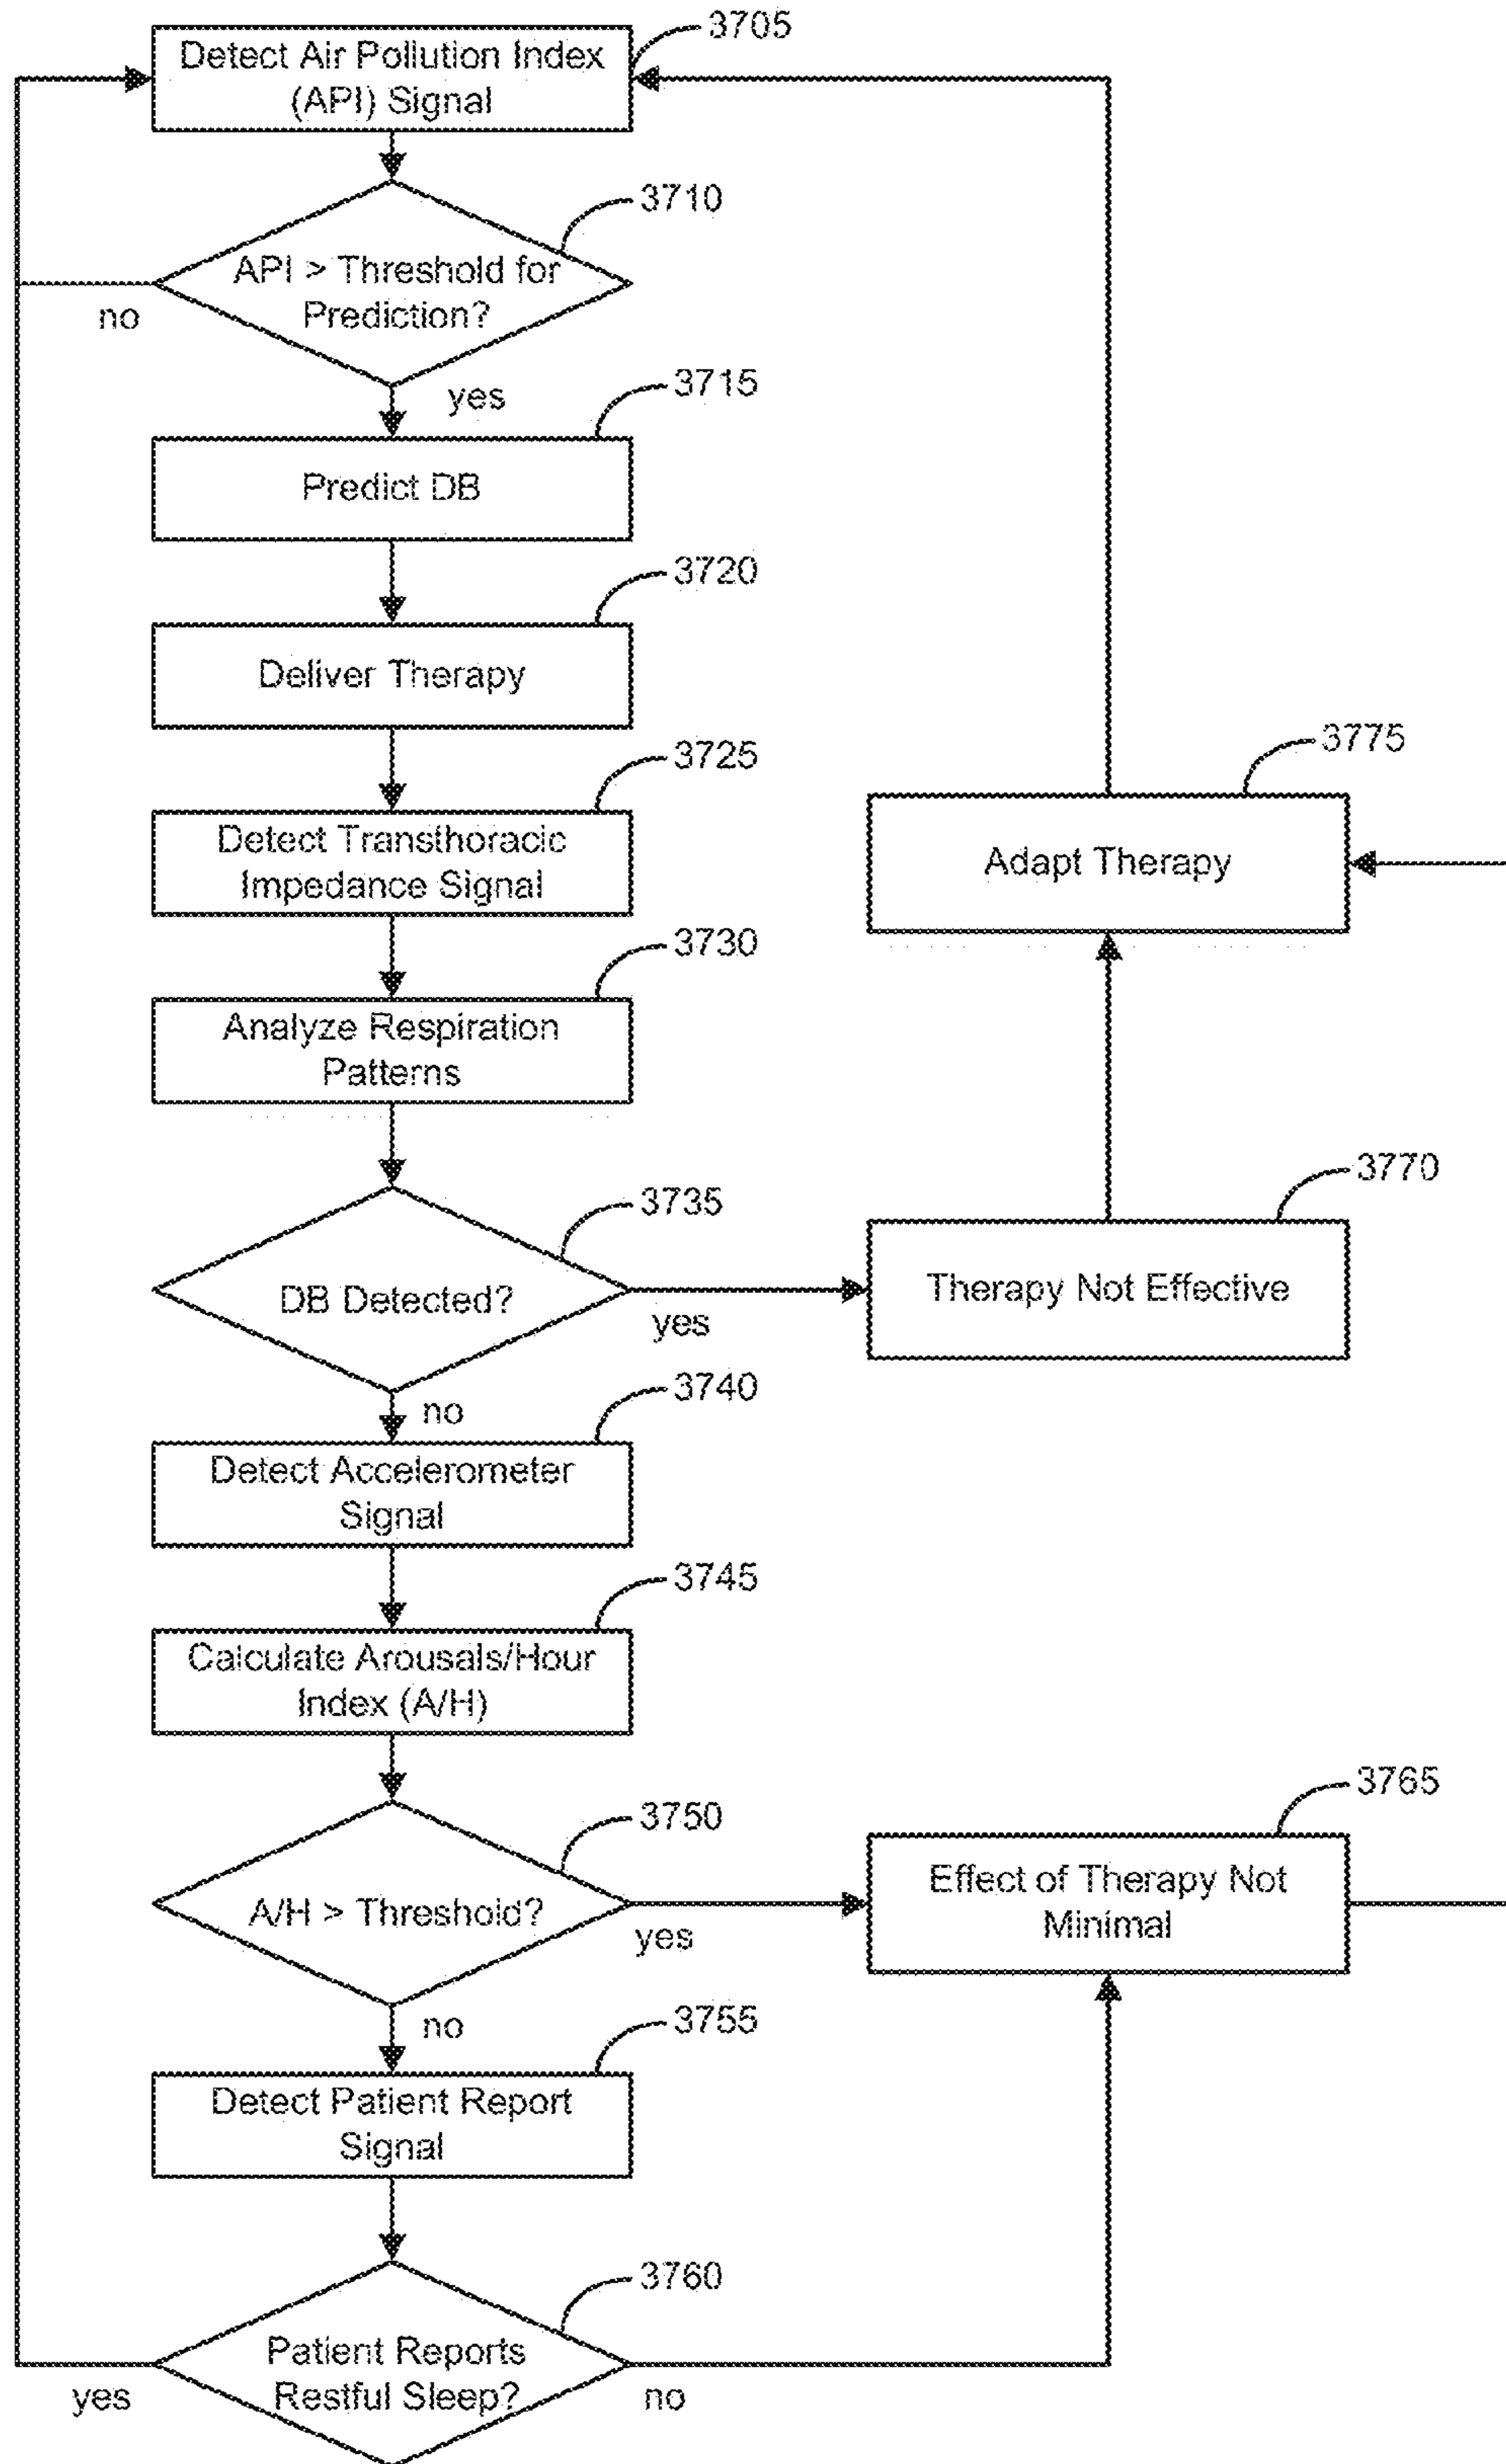 3705
Detect Air Pollution Index
(API) Signal
3710
API > Threshold for
Prediction?
no
yes
3715
Predict DB
3720
Deliver Therapy
3725
Detect Transthoracic
Impedance Signal
3775
Adapt Therapy
3730
Analyze Respiration
Patterns
3735
DB Detected?
yes
3770
Therapy Not Effective
no
3740
Detect Accelerometer
Signal
3745
Calculate Arousals/Hour
Index (A/H)
3750
A/H > Threshold?
yes
3765
Effect of Therapy Not
Minimal
no
3755
Detect Patient Report
Signal
3760
Patient Reports
Restful Sleep?
yes
no